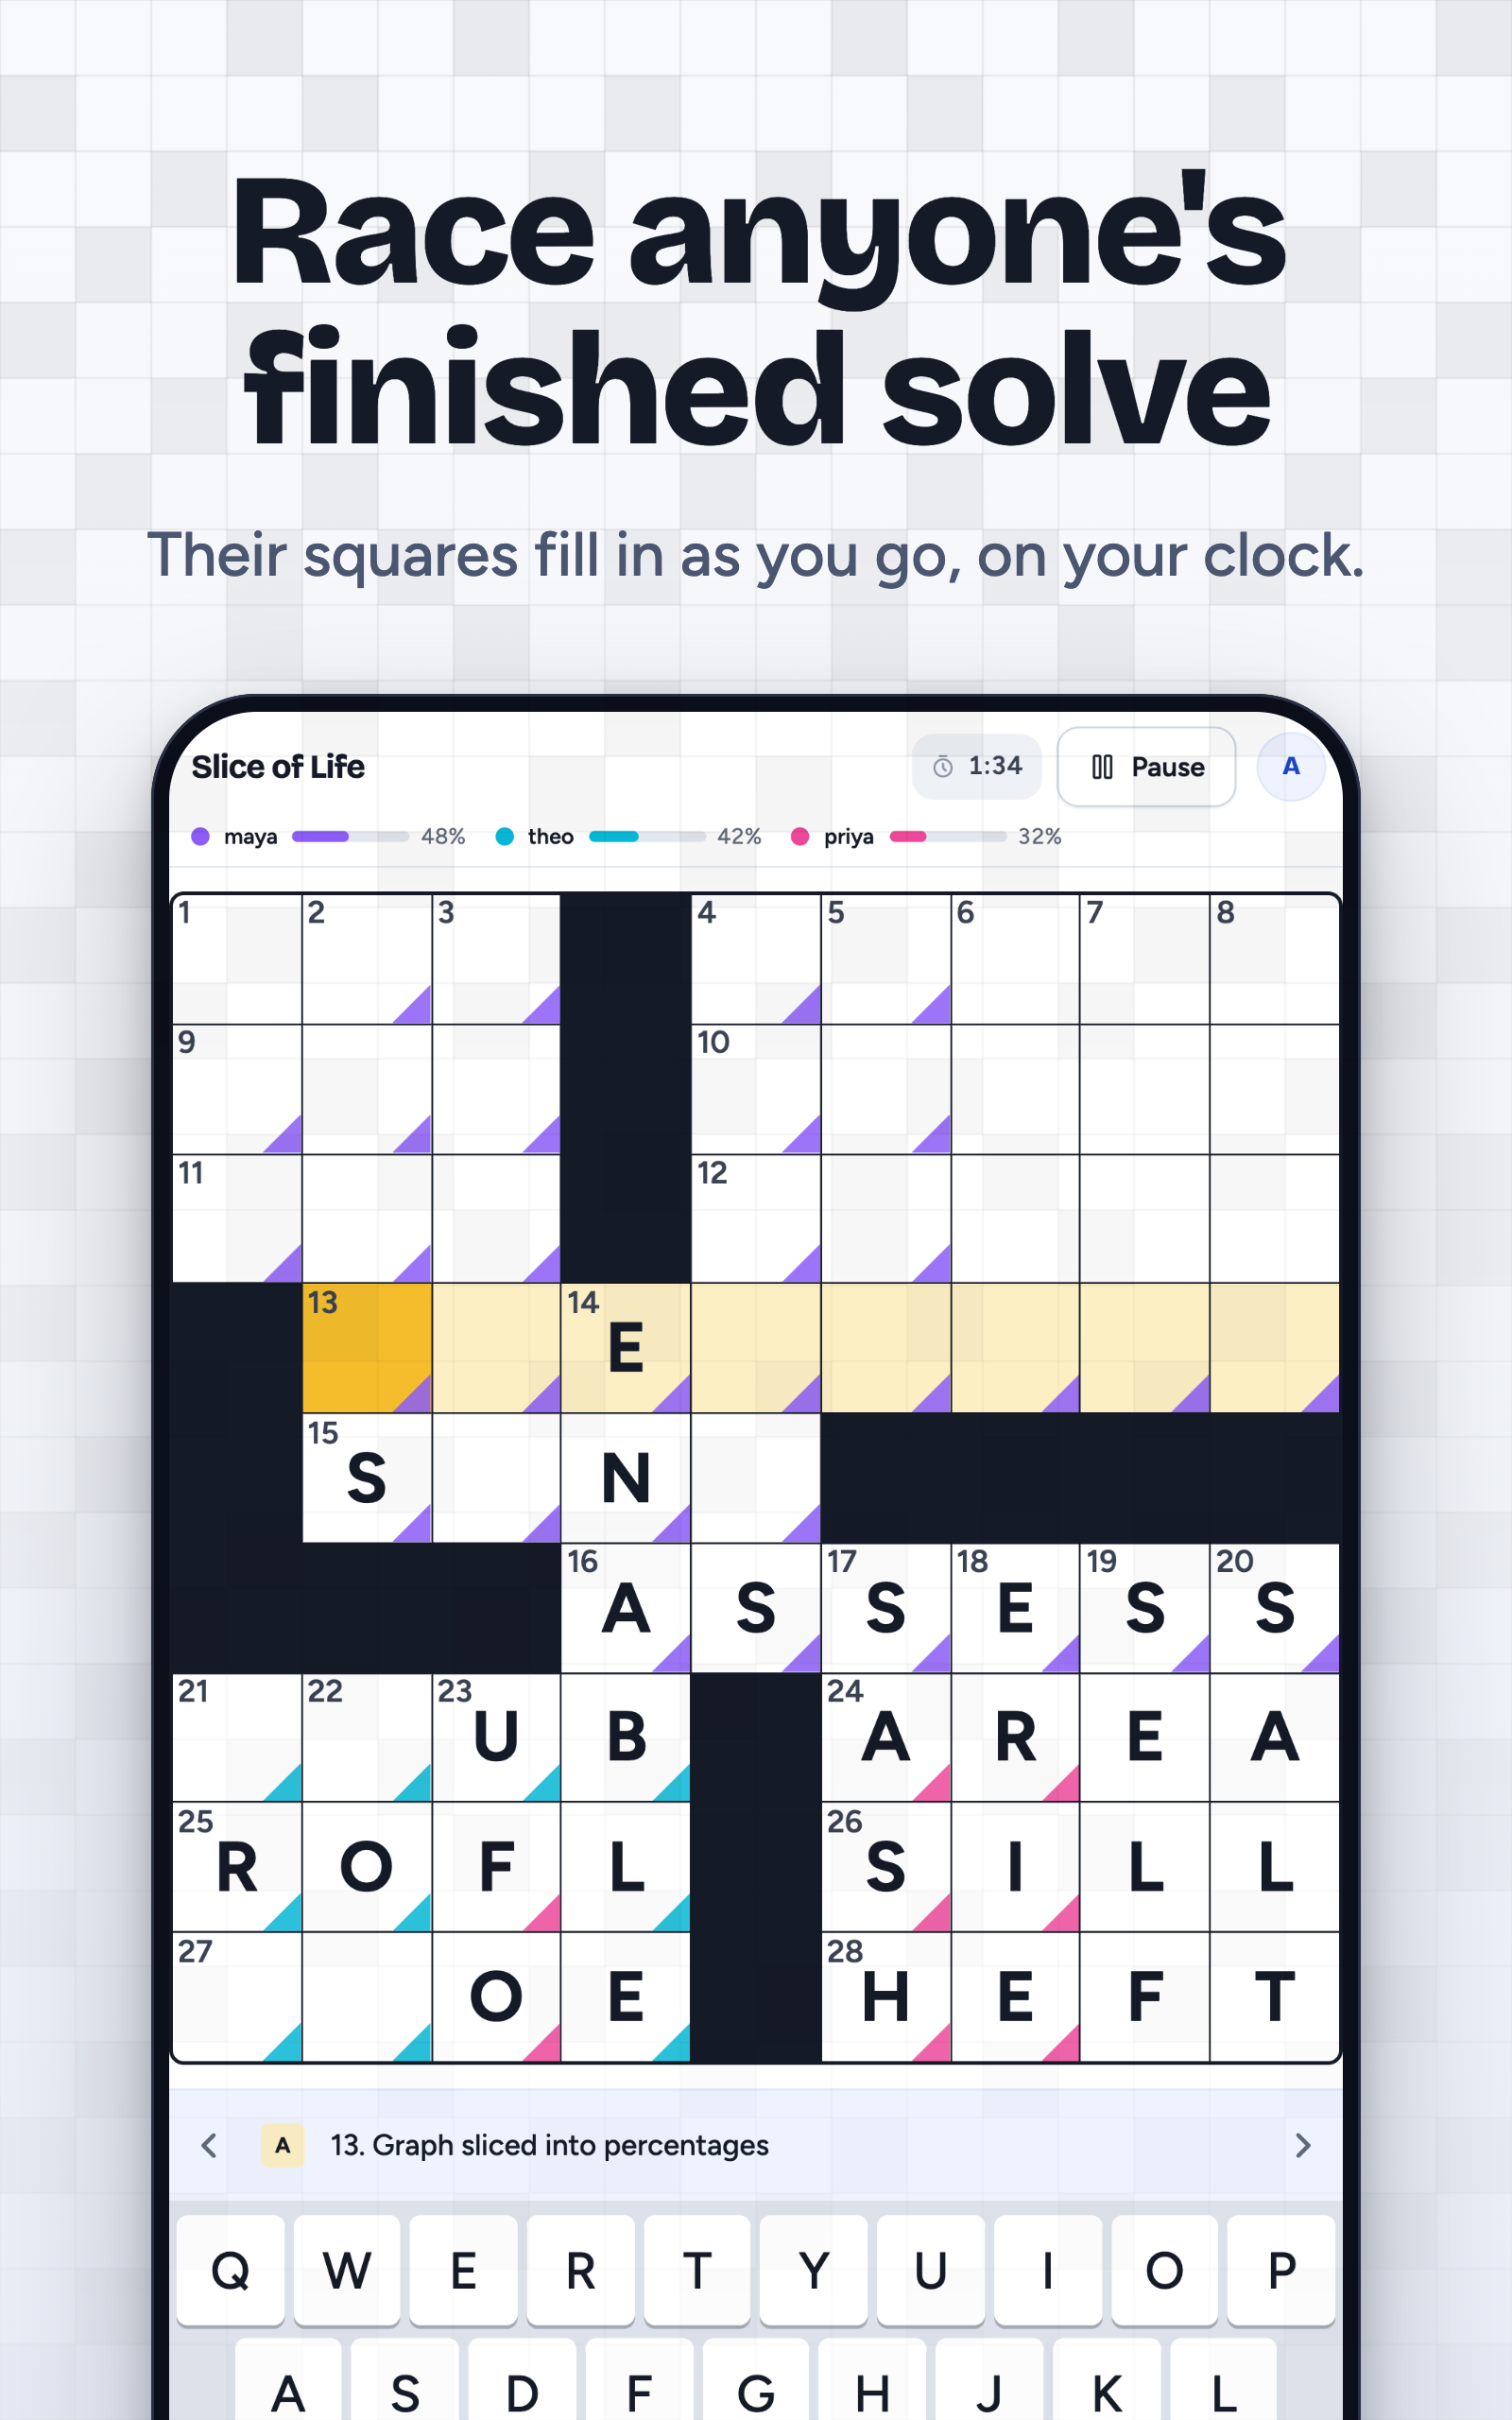 Race anyone's
finished solve
Their squares fill in as you go, on your clock.
Slice of Life 1:34 Pause A
maya 48% theo 42% priya 32%
1 2 3 4 5 6 7 8
9 10
11 12
13 14 E
15 S N
16 A S 17 S 18 E 19 S 20 S
21 22 23 U B 24 A R E A
25 R O F L 26 S I L L
27 O E 28 H E F T
A 13. Graph sliced into percentages
Q W E R T Y U I O P
A S D F G H J K L